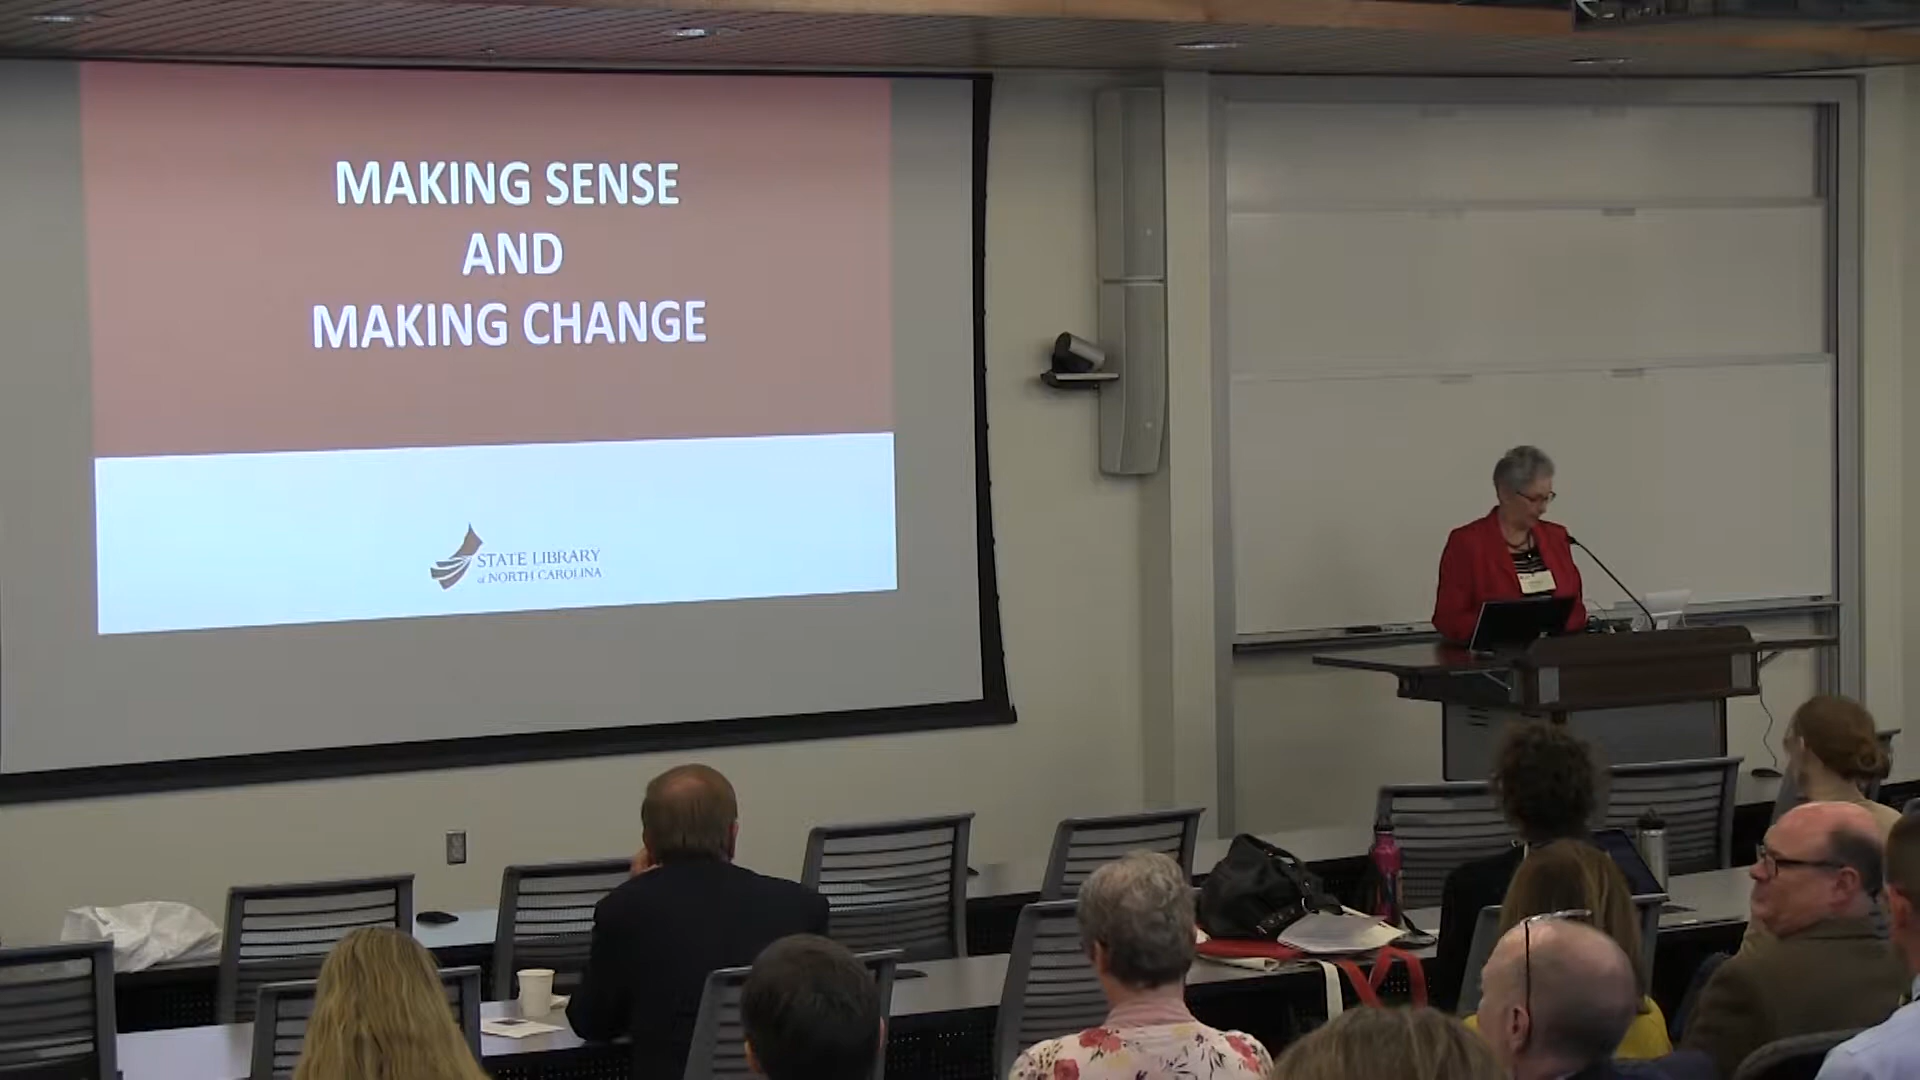 MAKING SENSE
AND
MAKING CHANGE
STATE LIBRARY
of NORTH CAROLINA